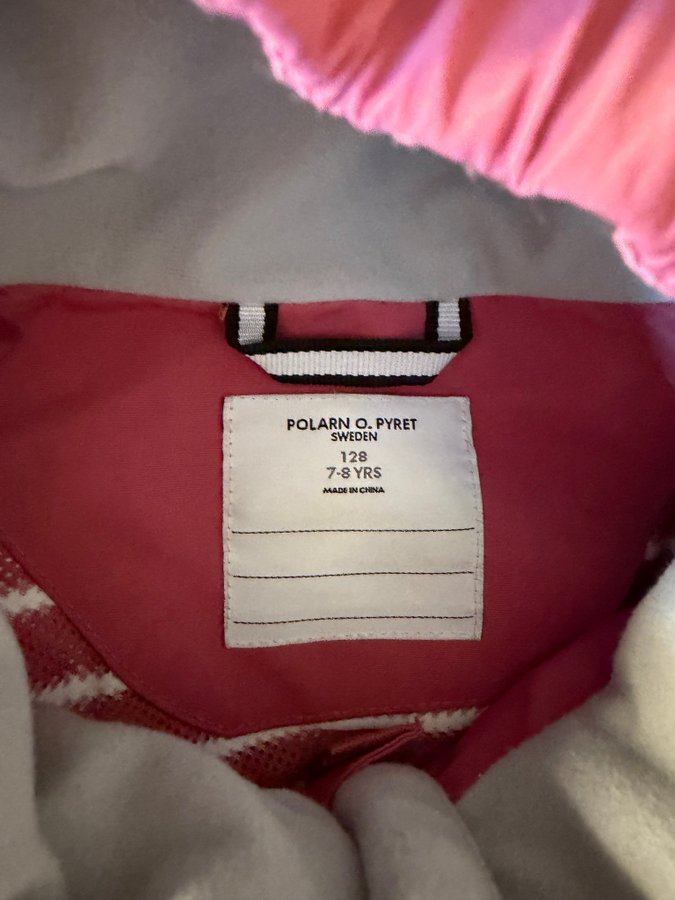 POLARN O. PYRET
SWEDEN
128
7-8 YRS
MADE IN CHINA